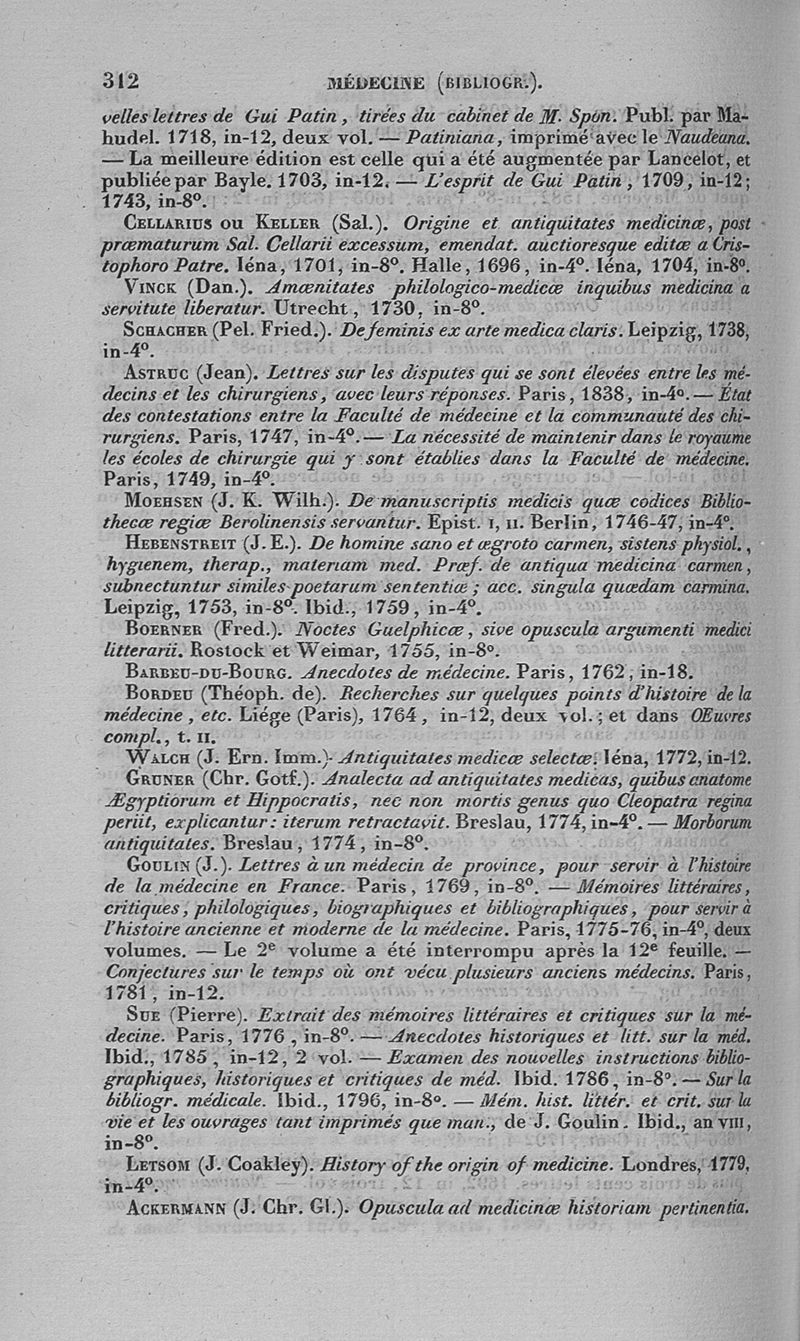 312 MÉDECINE (BIBLIOGR.).
velles lettres de Gui Patin, tirées du cabinet de M. Spon. Publ. par Ma-
hudel. 1718, in-12, deux vol. — Patiniana, imprimé avec le Naudeana.
— La meilleure édition est celle qui a été augmentée par Lancelot, et
publiée par Bayle. 1703, in-12. — L'esprit de Gui Patin, 1709, in-12;
1743, in-8º.
CELLARIUS ou KELLER (Sal.). Origine et antiquitates medicinæ, post
præmaturum Sal. Cellarii excessum, emendat. auctioresque editæ a Cris-
tophoro Patre. Iéna, 1701, in-8º. Halle, 1696, in-4º. Iéna, 1704, in-8º.
VINCK (Dan.). Amœnitates philologico-medicæ inquibus medicina a
servitute liberatur. Utrecht, 1730, in-8º.
SCHACHER (Pel. Fried.). De feminis ex arte medica claris. Leipzig, 1738,
in-4º.
ASTRUC (Jean). Lettres sur les disputes qui se sont élevées entre les mé-
decins et les chirurgiens, avec leurs réponses. Paris, 1838, in-4º. — État
des contestations entre la Faculté de médecine et la communauté des chi-
rurgiens. Paris, 1747, in-4º. — La nécessité de maintenir dans le royaume
les écoles de chirurgie qui y sont établies dans la Faculté de médecine.
Paris, 1749, in-4º.
MOEHSEN (J. K. Wilh.). De manuscriptis medicis quæ codices Biblio-
thecæ regiæ Berolinensis servantur. Epist. I, II. Berlin, 1746-47, in-4º.
HEBENSTREIT (J. E.). De homine sano et ægroto carmen, sistens physiol.,
hygienem, therap., materiam med. Præf. de antiqua medicina carmen,
subnectuntur similes poetarum sententiæ; acc. singula quædam carmina.
Leipzig, 1753, in-8º. Ibid., 1759, in-4º.
BOERNER (Fred.). Noctes Guelphicæ, sive opuscula argumenti medici
litterarii. Rostock et Weimar, 1755, in-8º.
BARBEU-DU-BOURG. Anecdotes de médecine. Paris, 1762, in-18.
BORDEU (Théoph. de). Recherches sur quelques points d'histoire de la
médecine, etc. Liége (Paris), 1764, in-12, deux vol.; et dans OEuvres
compl., t. II.
WALCH (J. Ern. Imm.). Antiquitates medicæ selectæ. Iéna, 1772, in-12.
GRUNER (Chr. Gotf.). Analecta ad antiquitates medicas, quibus anatome
Ægyptiorum et Hippocratis, nec non mortis genus quo Cleopatra regina
periit, explicantur: iterum retractavit. Breslau, 1774, in-4º. — Morborum
antiquitates. Breslau, 1774, in-8º.
GOULIN (J.). Lettres à un médecin de province, pour servir à l'histoire
de la médecine en France. Paris, 1769, in-8º. — Mémoires littéraires,
critiques, philologiques, biographiques et bibliographiques, pour servir à
l'histoire ancienne et moderne de la médecine. Paris, 1775-76, in-4º, deux
volumes. — Le 2e volume a été interrompu après la 12e feuille. —
Conjectures sur le temps où ont vécu plusieurs anciens médecins. Paris,
1781, in-12.
SUE (Pierre). Extrait des mémoires littéraires et critiques sur la mé-
decine. Paris, 1776, in-8º. — Anecdotes historiques et litt. sur la méd.
Ibid., 1785, in-12, 2 vol. — Examen des nouvelles instructions biblio-
graphiques, historiques et critiques de méd. Ibid. 1786, in-8º. — Sur la
bibliogr. médicale. Ibid., 1796, in-8º. — Mém. hist. littér. et crit. sur la
vie et les ouvrages tant imprimés que man., de J. Goulin. Ibid., an VIII,
in-8º.
LETSOM (J. Coakley). History of the origin of medicine. Londres, 1779,
in-4º.
ACKERMANN (J. Chr. Gl.). Opuscula ad medicinæ historiam pertinentia.